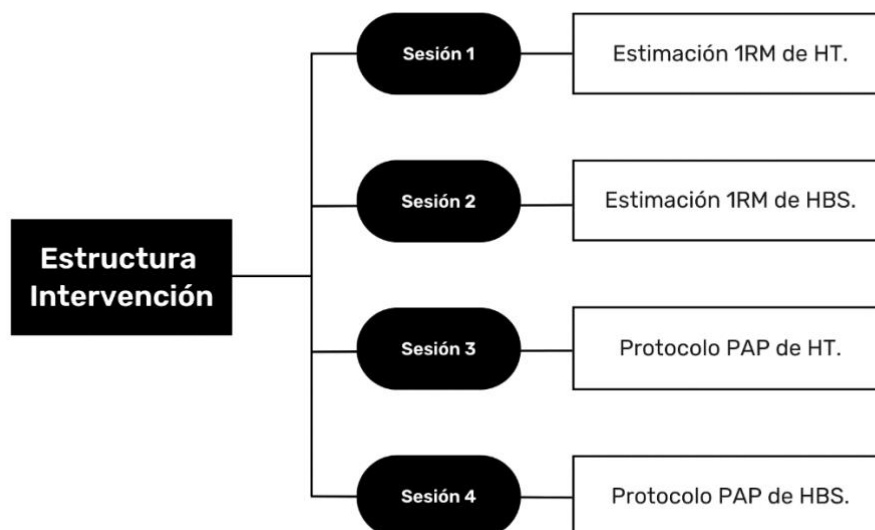 Estructura
Intervención
Sesión 1
Estimación 1RM de HT.
Sesión 2
Estimación 1RM de HBS.
Sesión 3
Protocolo PAP de HT.
Sesión 4
Protocolo PAP de HBS.